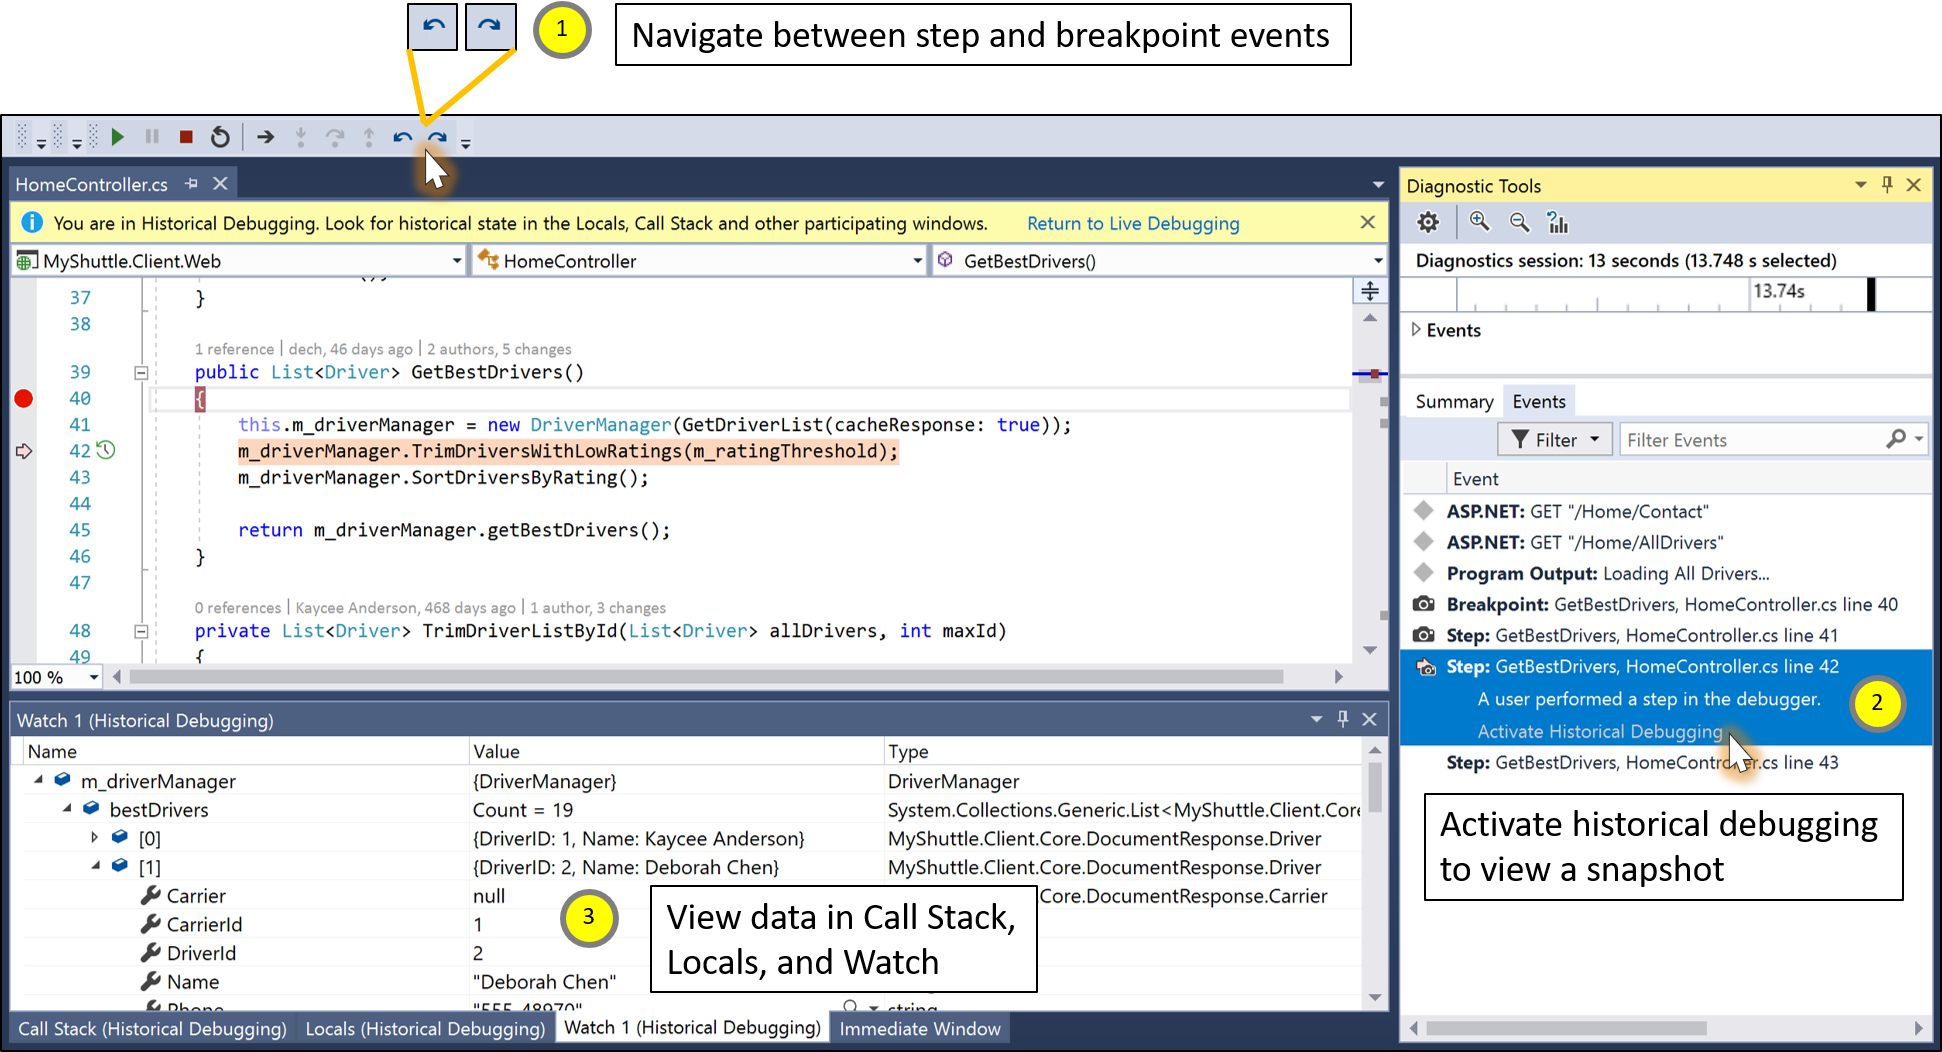 1
Navigate between step and breakpoint events
HomeController.cs
You are in Historical Debugging. Look for historical state in the Locals, Call Stack and other participating windows.
Return to Live Debugging
MyShuttle.Client.Web
HomeController
GetBestDrivers()
37 }
38
1 reference | dech, 46 days ago | 2 authors, 5 changes
39 public List<Driver> GetBestDrivers()
40 {
41 this.m_driverManager = new DriverManager(GetDriverList(cacheResponse: true));
42 m_driverManager.TrimDriversWithLowRatings(m_ratingThreshold);
43 m_driverManager.SortDriversByRating();
44
45 return m_driverManager.getBestDrivers();
46 }
47
0 references | Kaycee Anderson, 468 days ago | 1 author, 3 changes
48 private List<Driver> TrimDriverListById(List<Driver> allDrivers, int maxId)
49 {
100 %
Watch 1 (Historical Debugging)
Name Value Type
m_driverManager {DriverManager} DriverManager
bestDrivers Count = 19 System.Collections.Generic.List<MyShuttle.Client.Core
[0] {DriverID: 1, Name: Kaycee Anderson} MyShuttle.Client.Core.DocumentResponse.Driver
[1] {DriverID: 2, Name: Deborah Chen} MyShuttle.Client.Core.DocumentResponse.Driver
Carrier null Core.DocumentResponse.Carrier
CarrierId 1
DriverId 2
Name "Deborah Chen"
Phone "555-48970" string
3
View data in Call Stack,
Locals, and Watch
Call Stack (Historical Debugging)
Locals (Historical Debugging)
Watch 1 (Historical Debugging)
Immediate Window
Diagnostic Tools
Diagnostics session: 13 seconds (13.748 s selected)
13.74s
Events
Summary
Events
Filter
Filter Events
Event
ASP.NET: GET "/Home/Contact"
ASP.NET: GET "/Home/AllDrivers"
Program Output: Loading All Drivers...
Breakpoint: GetBestDrivers, HomeController.cs line 40
Step: GetBestDrivers, HomeController.cs line 41
Step: GetBestDrivers, HomeController.cs line 42
A user performed a step in the debugger.
Activate Historical Debugging
2
Step: GetBestDrivers, HomeController.cs line 43
Activate historical debugging
to view a snapshot